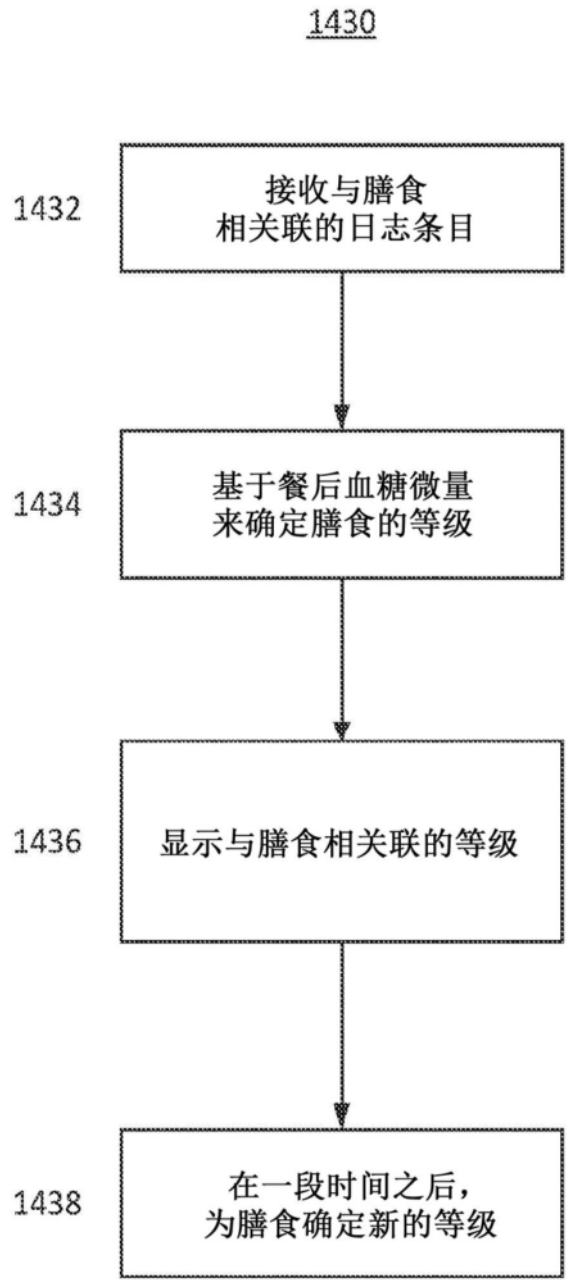 1430
1432
接收与膳食
相关联的日志条目
1434
基于餐后血糖微量
来确定膳食的等级
1436
显示与膳食相关联的等级
1438
在一段时间之后，
为膳食确定新的等级